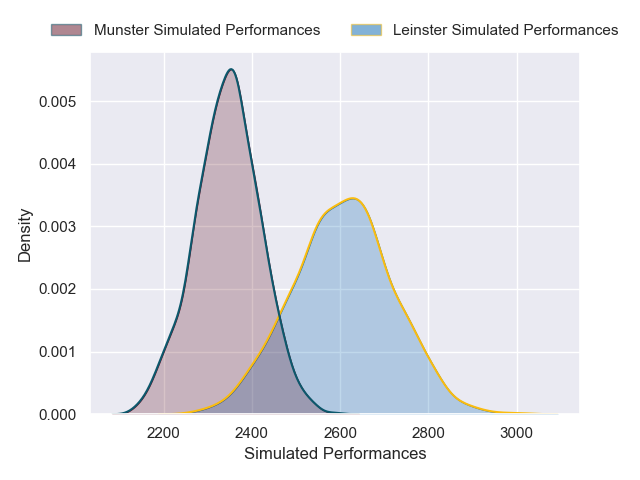 Munster Simulated Performances
Leinster Simulated Performances
Density
0.005
0.004
0.003
0.002
0.001
0.000
2200
2400
2600
2800
3000
Simulated Performances